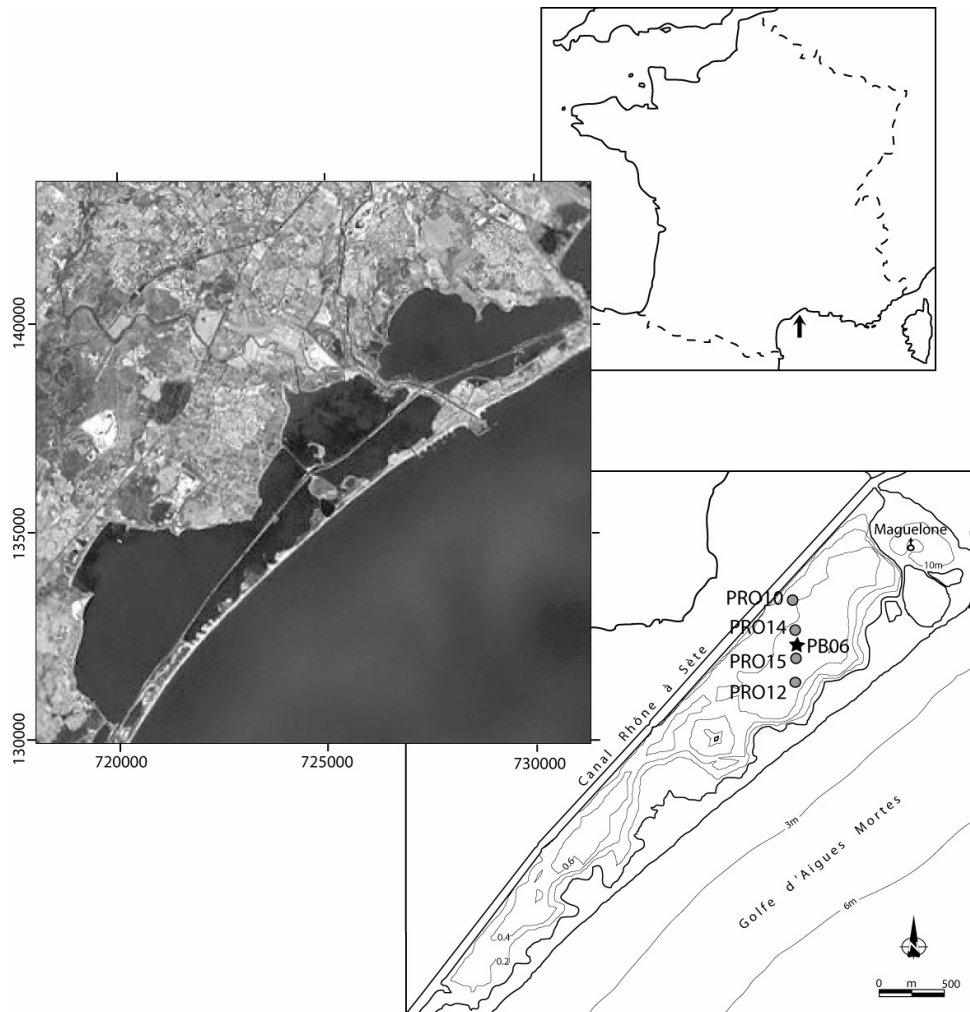 140000
135000
130000
720000
725000
730000
Maguelone
10m
PRO10
PRO14
PB06
PRO15
PRO12
Canal Rhône à Sète
0.6
0.4
0.2
3m
Golfe d'Aigues Mortes
6m
N
0 m 500